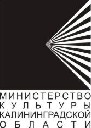 МИНИСТЕРСТВО
КУЛЬТУРЫ
КАЛИНИНГРАДСКОЙ
ОБЛАСТИ